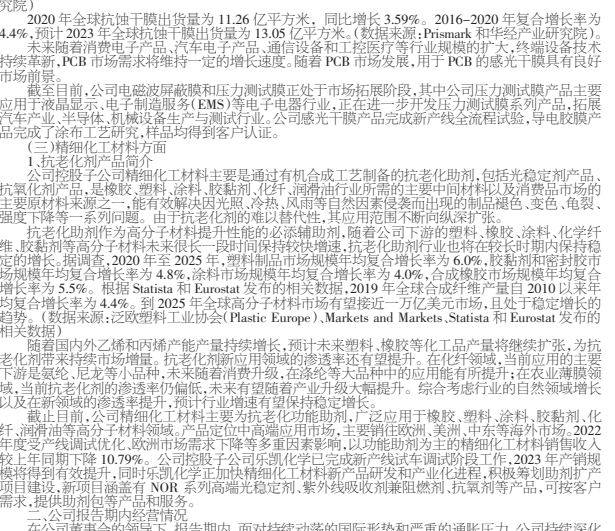 究院)
2020 年全球抗蚀干膜出货量为 11.26 亿平方米， 同比增长 3.59%。2016-2020 年复合增长率为
4.4%,预计 2023 年全球抗蚀干膜出货量为 13.05 亿平方米。(数据来源:Prismark 和华经产业研究院)。
未来随着消费电子产品、汽车电子产品、通信设备和工控医疗等行业规模的扩大，终端设备技术
持续革新,PCB 市场需求将维持一定的增长速度。随着 PCB 市场发展，用于 PCB 的感光干膜具有良好
市场前景。
截至目前,公司电磁波屏蔽膜和压力测试膜正处于市场拓展阶段,其中公司压力测试膜产品主要
应用于液晶显示、电子制造服务(EMS)等电子电器行业,正在进一步开发压力测试膜系列产品,拓展
汽车产业、半导体、机械设备生产与测试行业。公司感光干膜产品完成新产线全流程试验,导电胶膜产
品完成了涂布工艺研究,样品均得到客户认证。
(三)精细化工材料方面
1、抗老化剂产品简介
公司控股子公司精细化工材料主要是通过有机合成工艺制备的抗老化助剂,包括光稳定剂产品、
抗氧化剂产品,是橡胶、塑料、涂料、胶黏剂、化纤、润滑油行业所需的主要中间材料以及消费品市场的
主要原材料来源之一,能有效解决因光照、冷热、风雨等自然因素侵袭而出现的制品褪色、变色、龟裂、
强度下降等一系列问题。由于抗老化剂的难以替代性,其应用范围不断向纵深扩张。
抗老化助剂作为高分子材料提升性能的必添辅助剂,随着公司下游的塑料、橡胶、涂料、化学纤
维、胶黏剂等高分子材料未来很长一段时间保持较快增速,抗老化助剂行业也将在较长时期内保持稳
定的增长。据调查,2020 年至 2025 年,塑料制品市场规模年均复合增长率为 6.0%,胶黏剂和密封胶市
场规模年均复合增长率为 4.8%,涂料市场规模年均复合增长率为 4.0%,合成橡胶市场规模年均复合
增长率为 5.5%。根据 Statista 和 Eurostat 发布的相关数据,2019 年全球合成纤维产量自 2010 以来年
均复合增长率为 4.4%。到 2025 年全球高分子材料市场有望接近一万亿美元市场，且处于稳定增长的
趋势。(数据来源:泛欧塑料工业协会(Plastic Europe)、Markets and Markets、Statista 和 Eurostat 发布的
相关数据)
随着国内外乙烯和丙烯产能产量持续增长,预计未来塑料、橡胶等化工品产量将继续扩张,为抗
老化剂带来持续市场增量。抗老化剂新应用领域的渗透率还有望提升。在化纤领域,当前应用的主要
下游是氨纶、尼龙等小品种,未来随着消费升级,在涤纶等大品种中的应用能有所提升;在农业薄膜领
域,当前抗老化剂的渗透率仍偏低,未来有望随着产业升级大幅提升。综合考虑行业的自然领域增长
以及在新领域的渗透率提升,预计行业增速有望保持稳定增长。
截止目前,公司精细化工材料主要为抗老化功能助剂,广泛应用于橡胶、塑料、涂料、胶黏剂、化
纤、润滑油等高分子材料领域。产品定位中高端应用市场,主要销往欧洲、美洲、中东等海外市场。2022
年度受产线调试优化、欧洲市场需求下降等多重因素影响,以功能助剂为主的精细化工材料销售收入
较上年同期下降 10.79%。公司控股子公司乐凯化学已完成新产线试车调试阶段工作,2023 年产销规
模将得到有效提升,同时乐凯化学正加快精细化工材料新产品研发和产业化进程,积极筹划助剂扩产
项目建设,新项目涵盖有 NOR 系列高端光稳定剂、紫外线吸收剂兼阻燃剂、抗氧剂等产品,可按客户
需求,提供助剂包等产品和服务。
二、公司报告期内经营情况
在公司董事会的领导下,报告期内,面对持续动荡的国际形势和严重的通胀压力,公司持续深化